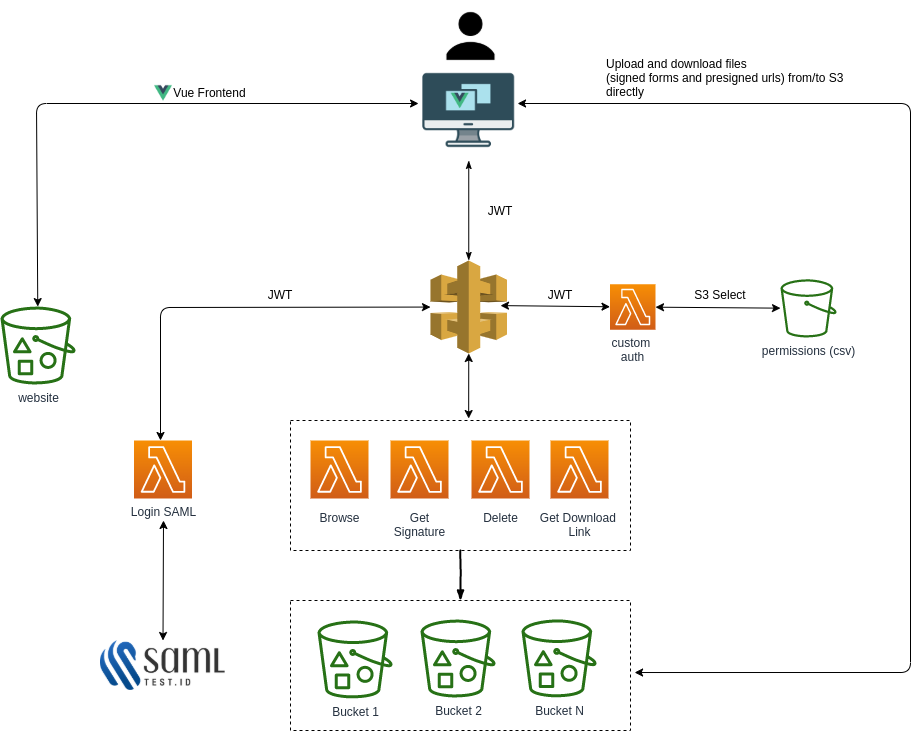 Upload and download files
(signed forms and presigned urls) from/to S3
directly
Vue Frontend
JWT
JWT
JWT
S3 Select
custom
auth
permissions (csv)
website
Login SAML
Browse
Get
Signature
Delete
Get Download
Link
SAML
TEST.ID
Bucket 1
Bucket 2
Bucket N